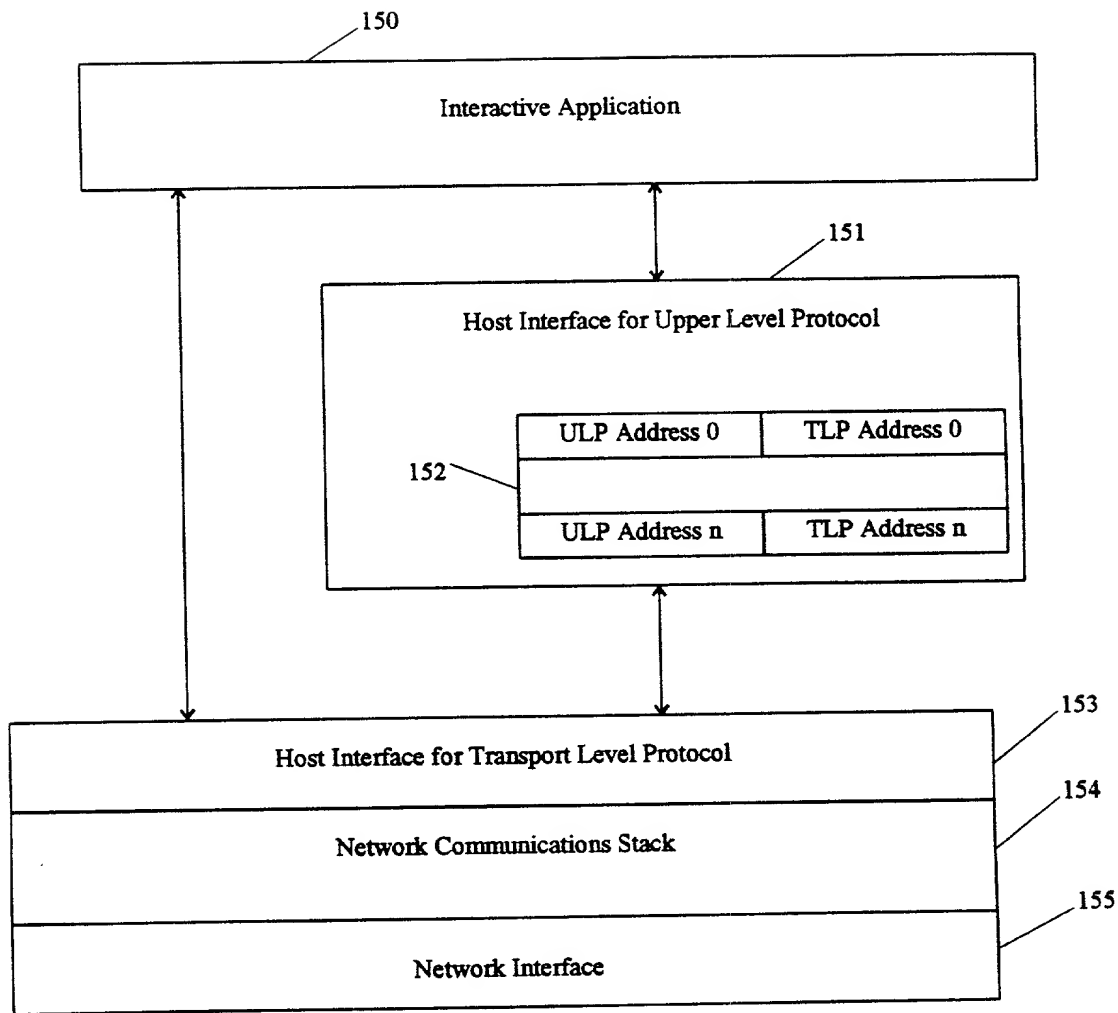 150
Interactive Application
151
Host Interface for Upper Level Protocol
ULP Address 0 TLP Address 0
152
ULP Address n TLP Address n
153
Host Interface for Transport Level Protocol
154
Network Communications Stack
155
Network Interface